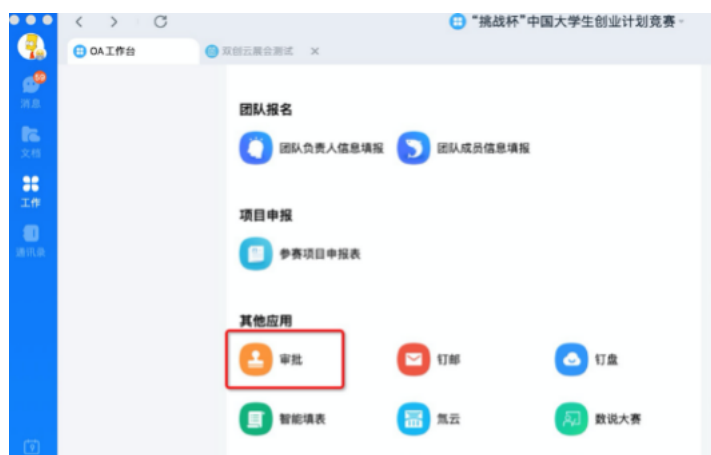 "挑战杯"中国大学生创业计划竞赛
OA工作台
双创云展会测试
59
消息
文档
工作
通讯录
团队报名
团队负责人信息填报
团队成员信息填报
项目申报
参赛项目申报表
其他应用
审批
钉邮
钉盘
智能填表
氚云
数说大赛